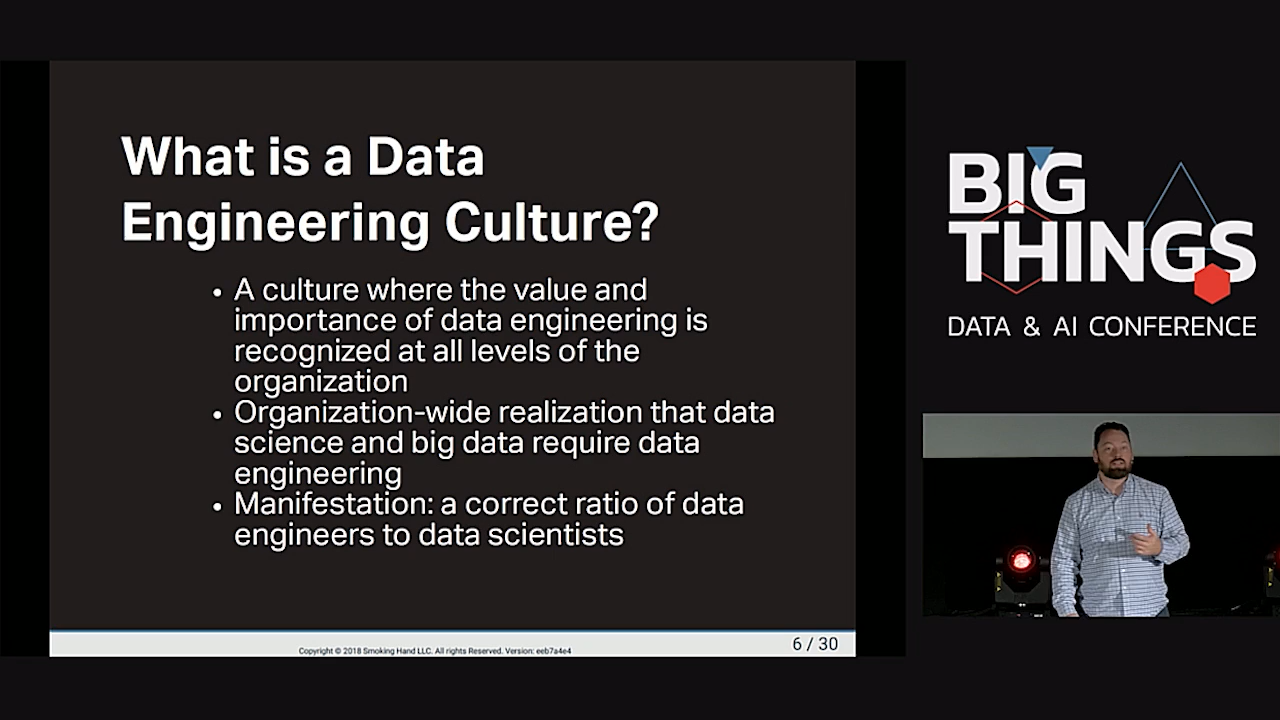 What is a Data
Engineering Culture?
• A culture where the value and
importance of data engineering is
recognized at all levels of the
organization
• Organization-wide realization that data
science and big data require data
engineering
• Manifestation: a correct ratio of data
engineers to data scientists
Copyright © 2018 Smoking Hand LLC. All rights Reserved. Version: eeb7a4e4
6 / 30
BIG
THINGS
DATA & AI CONFERENCE